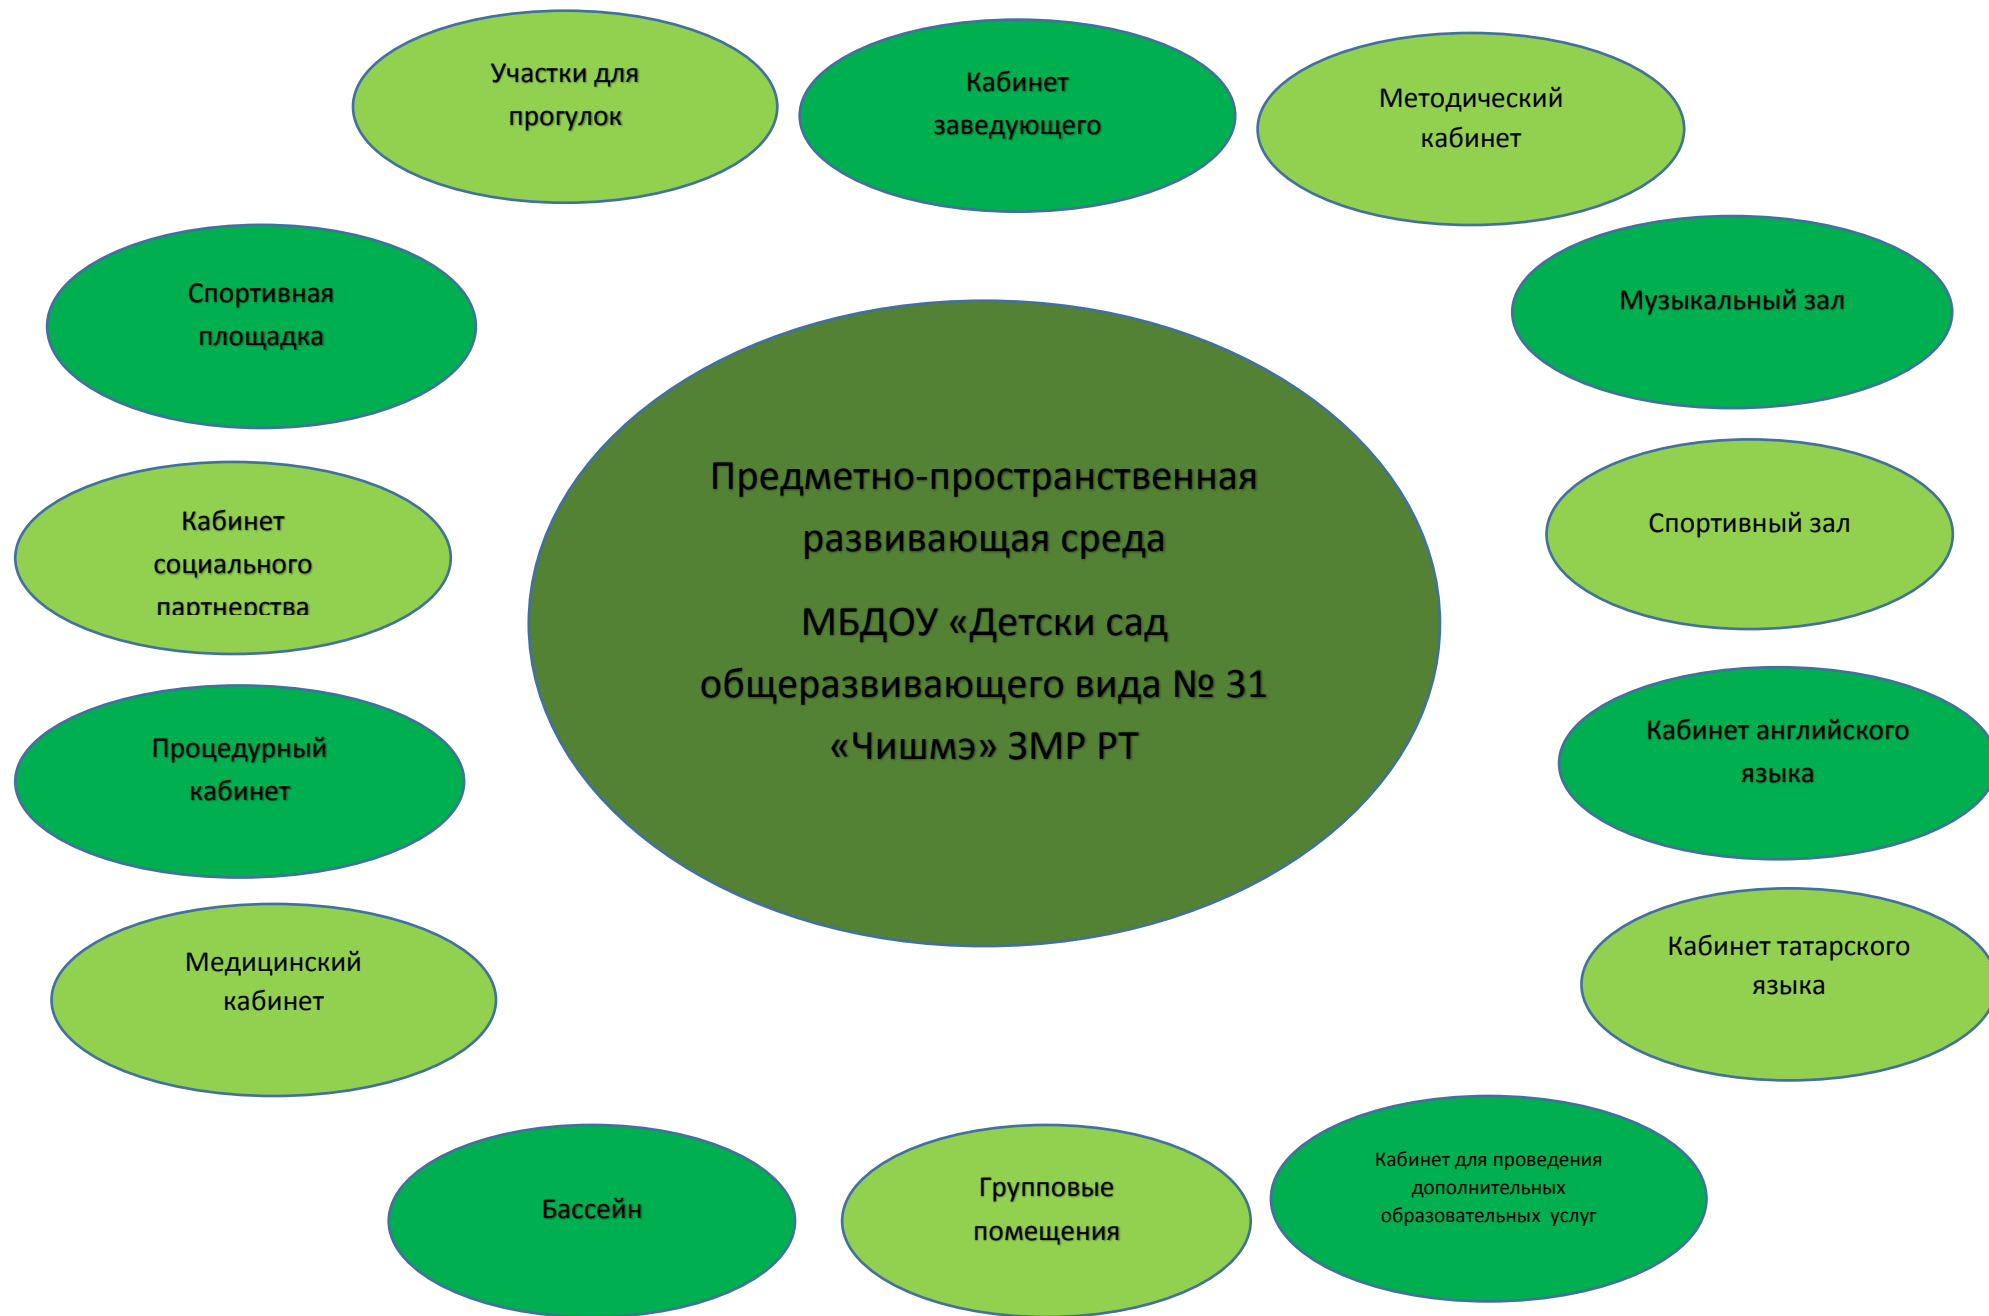 Участки для
прогулок
Кабинет
заведующего
Методический
кабинет
Спортивная
площадка
Музыкальный зал
Предметно-пространственная
развивающая среда
МБДОУ «Детски сад
общеразвивающего вида № 31
«Чишмэ» ЗМР РТ
Кабинет
социального
партнерства
Спортивный зал
Процедурный
кабинет
Кабинет английского
языка
Медицинский
кабинет
Кабинет татарского
языка
Бассейн
Групповые
помещения
Кабинет для проведения
дополнительных
образовательных услуг